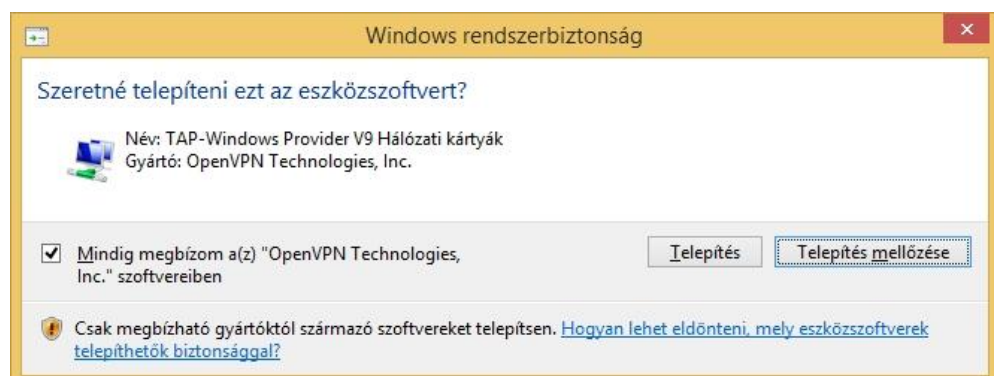 Windows rendszerbiztonság
Szeretné telepíteni ezt az eszközszoftvert?
Név: TAP-Windows Provider V9 Hálózati kártyák
Gyártó: OpenVPN Technologies, Inc.
Mindig megbízom a(z) "OpenVPN Technologies,
Inc." szoftvereiben
Telepítés
Telepítés mellőzése
Csak megbízható gyártóktól származó szoftvereket telepítsen. Hogyan lehet eldönteni, mely eszközszoftverek
telepíthetők biztonsággal?